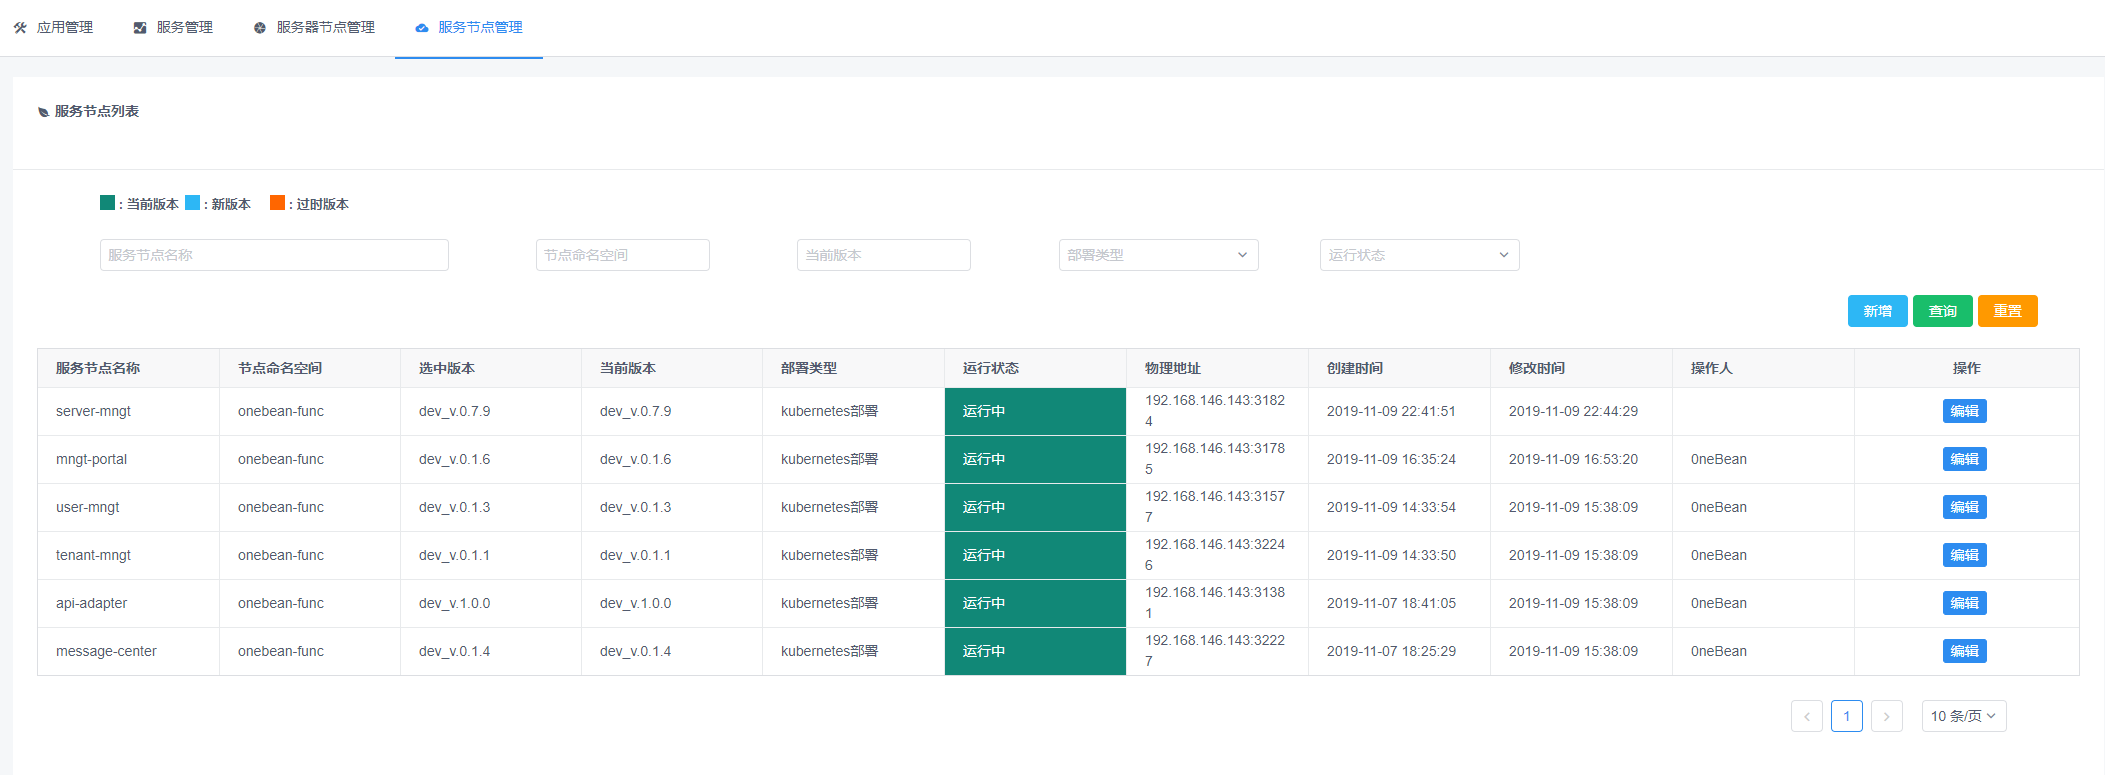 应用管理 服务管理 服务器节点管理 服务节点管理
服务节点列表
: 当前版本 : 新版本 : 过时版本
服务节点名称 节点命名空间 当前版本 部署类型 运行状态
新增 查询 重置
服务节点名称 节点命名空间 选中版本 当前版本 部署类型 运行状态 物理地址 创建时间 修改时间 操作人 操作
server-mngt onebean-func dev_v.0.7.9 dev_v.0.7.9 kubernetes部署 运行中 192.168.146.143:31824 2019-11-09 22:41:51 2019-11-09 22:44:29 编辑
mngt-portal onebean-func dev_v.0.1.6 dev_v.0.1.6 kubernetes部署 运行中 192.168.146.143:31785 2019-11-09 16:35:24 2019-11-09 16:53:20 0neBean 编辑
user-mngt onebean-func dev_v.0.1.3 dev_v.0.1.3 kubernetes部署 运行中 192.168.146.143:31577 2019-11-09 14:33:54 2019-11-09 15:38:09 0neBean 编辑
tenant-mngt onebean-func dev_v.0.1.1 dev_v.0.1.1 kubernetes部署 运行中 192.168.146.143:32246 2019-11-09 14:33:50 2019-11-09 15:38:09 0neBean 编辑
api-adapter onebean-func dev_v.1.0.0 dev_v.1.0.0 kubernetes部署 运行中 192.168.146.143:31381 2019-11-07 18:41:05 2019-11-09 15:38:09 0neBean 编辑
message-center onebean-func dev_v.0.1.4 dev_v.0.1.4 kubernetes部署 运行中 192.168.146.143:32227 2019-11-07 18:25:29 2019-11-09 15:38:09 0neBean 编辑
1 10 条/页